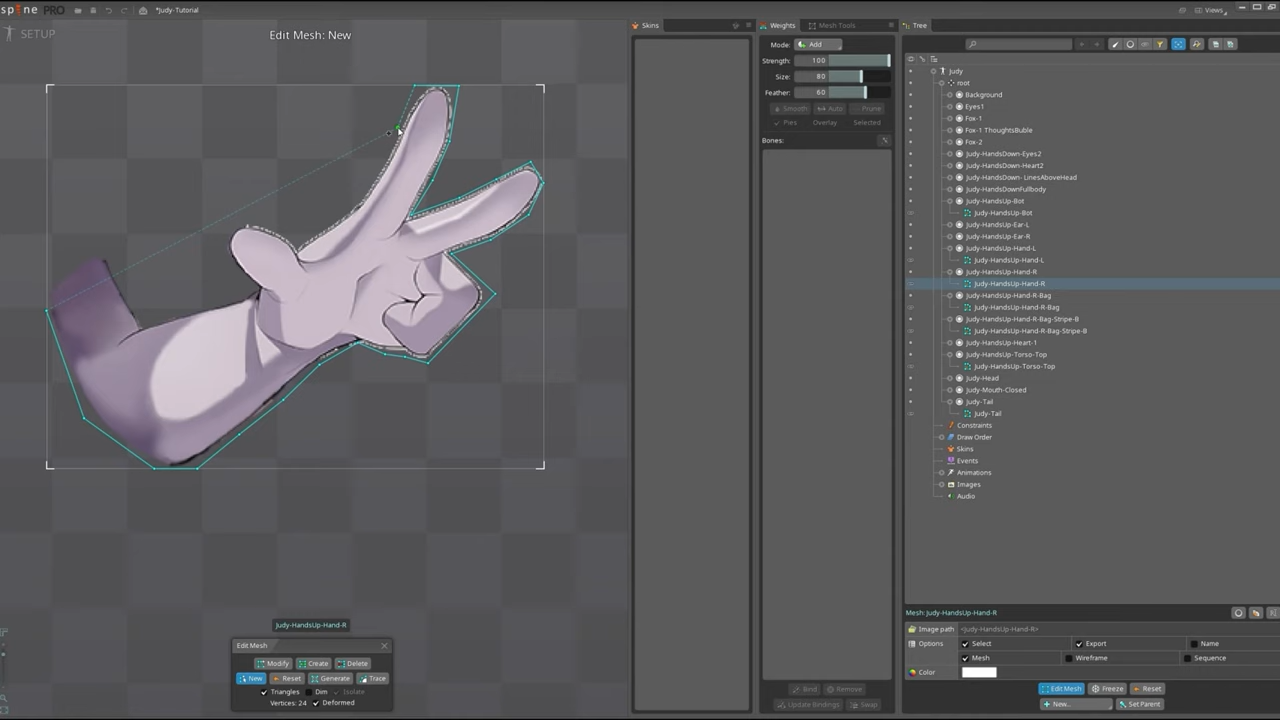 spine PRO
*Judy-Tutorial
Views
SETUP
Edit Mesh: New
Skins
Weights
Mesh Tools
Tree
Mode:
Add
Strength:
100
Size:
80
Feather:
60
Smooth
Auto
Prune
Pies
Overlay
Selected
Bones:
Judy
root
Background
Eyes1
Fox-1
Fox-1 ThoughtsBuble
Fox-2
Judy-HandsDown-Eyes2
Judy-HandsDown-Heart2
Judy-HandsDown- LinesAboveHead
Judy-HandsDownFullbody
Judy-HandsUp-Bot
Judy-HandsUp-Bot
Judy-HandsUp-Ear-L
Judy-HandsUp-Ear-R
Judy-HandsUp-Hand-L
Judy-HandsUp-Hand-L
Judy-HandsUp-Hand-R
Judy-HandsUp-Hand-R
Judy-HandsUp-Hand-R-Bag
Judy-HandsUp-Hand-R-Bag
Judy-HandsUp-Hand-R-Bag-Stripe-B
Judy-HandsUp-Hand-R-Bag-Stripe-B
Judy-HandsUp-Heart-1
Judy-HandsUp-Torso-Top
Judy-HandsUp-Torso-Top
Judy-Head
Judy-Mouth-Closed
Judy-Tail
Judy-Tail
Constraints
Draw Order
Skins
Events
Animations
Images
Audio
Judy-HandsUp-Hand-R
Edit Mesh
Modify
Create
Delete
New
Reset
Generate
Trace
Triangles
Dim
Isolate
Vertices: 24
Deformed
Bind
Remove
Update Bindings
Swap
Mesh: Judy-HandsUp-Hand-R
Image path
<Judy-HandsUp-Hand-R>
Options
Select
Export
Name
Mesh
Wireframe
Sequence
Color
Edit Mesh
Freeze
Reset
New...
Set Parent